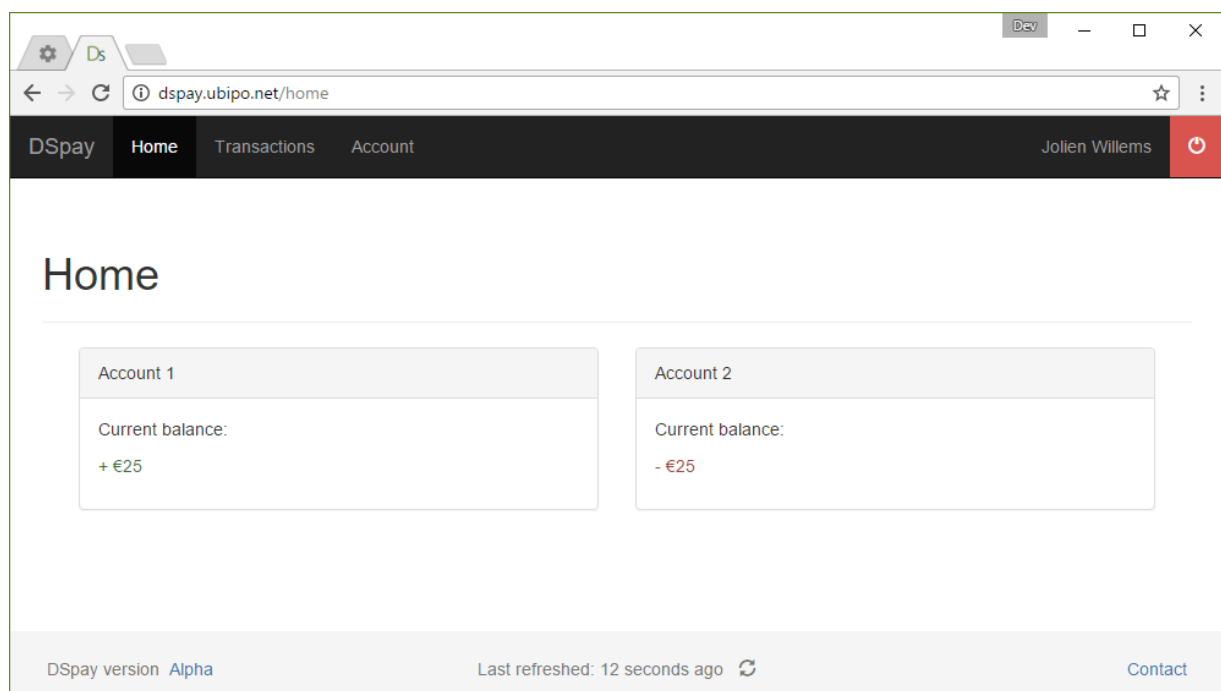 Dev
Ds
dspay.ubipo.net/home
DSpay Home Transactions Account Jolien Willems
Home
Account 1
Current balance:
+ €25
Account 2
Current balance:
- €25
DSpay version Alpha Last refreshed: 12 seconds ago Contact